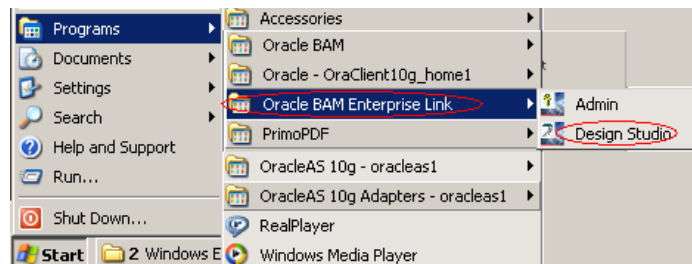 Programs
Documents
Settings
Search
Help and Support
Run...
Shut Down...
Start
2 Windows E
Accessories
Oracle BAM
Oracle - OraClient10g_home1
Oracle BAM Enterprise Link
PrimoPDF
OracleAS 10g - oracleas1
OracleAS 10g Adapters - oracleas1
RealPlayer
Windows Media Player
t
Admin
Design Studio